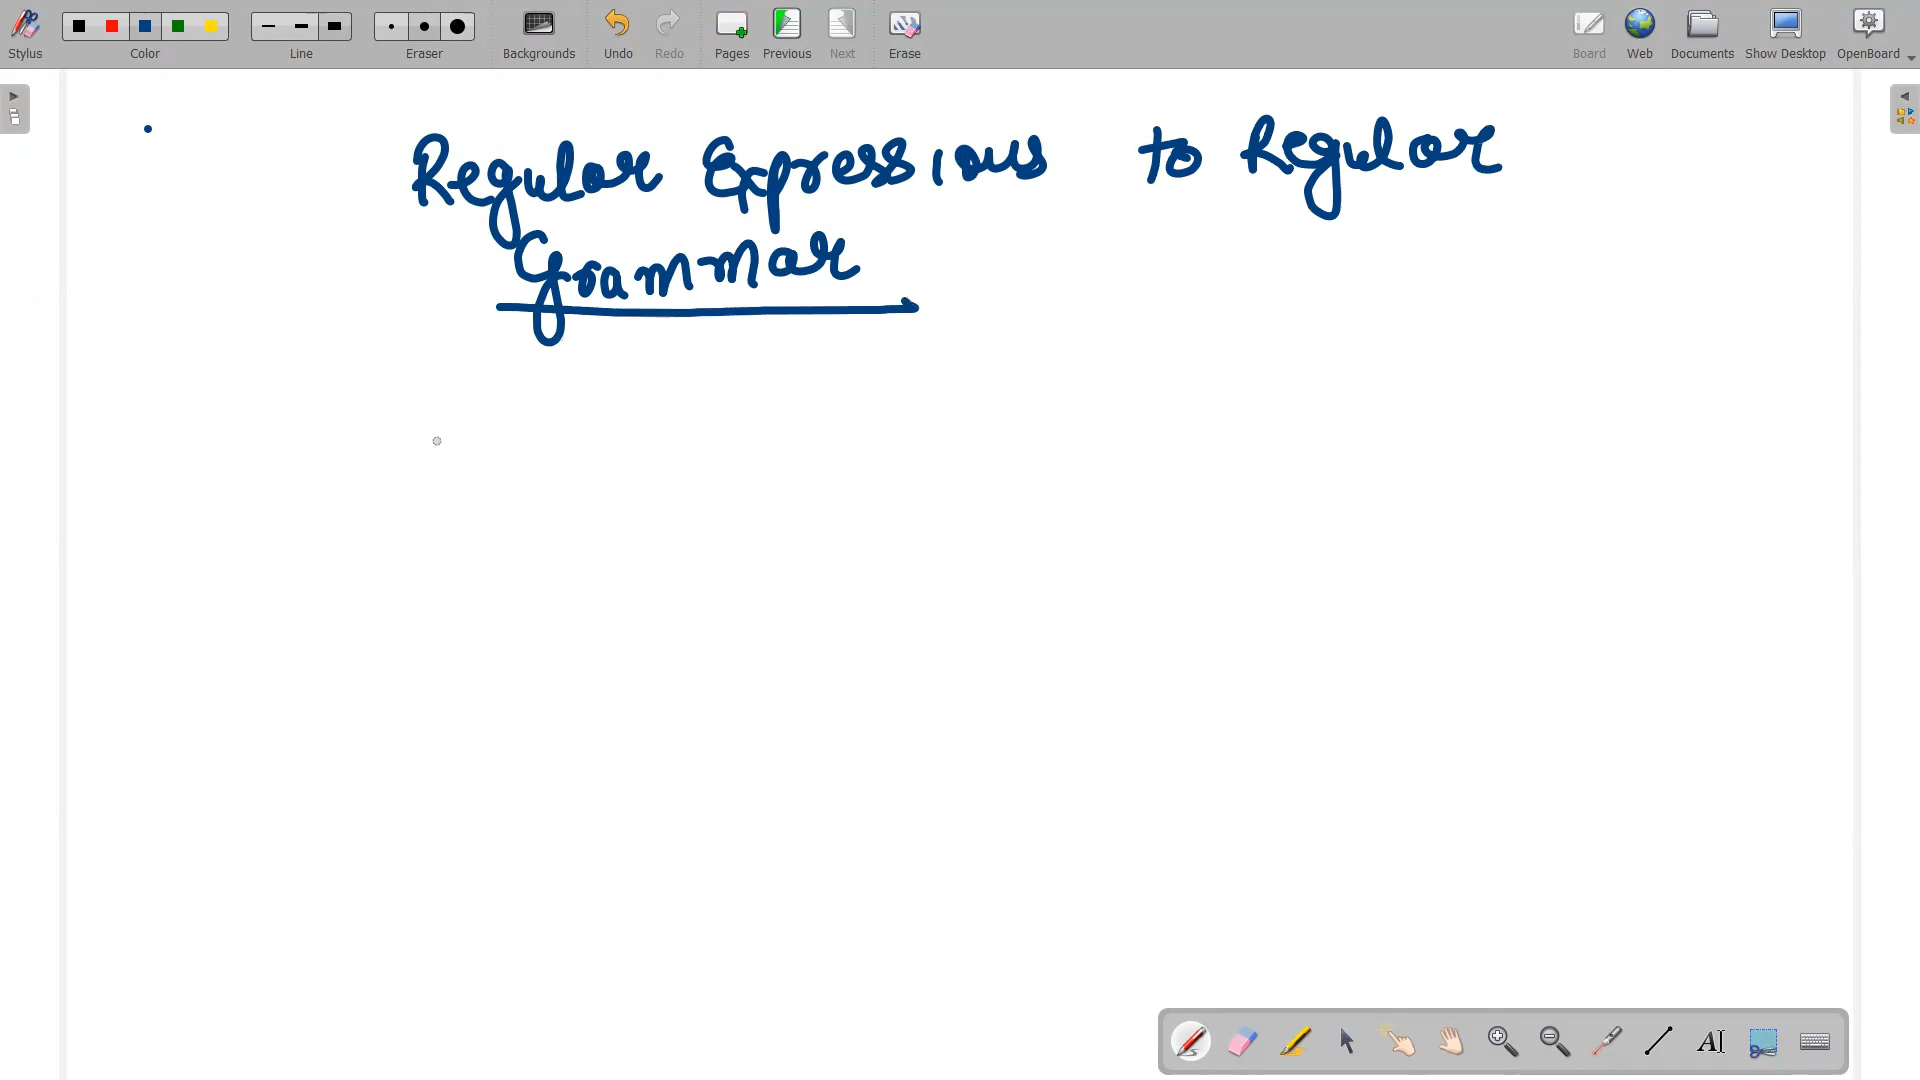 Stylus Color Line Eraser Backgrounds Undo Redo Pages Previous Next Erase Board Web Documents Show Desktop OpenBoard
Regular Expressions to Regular
Grammar